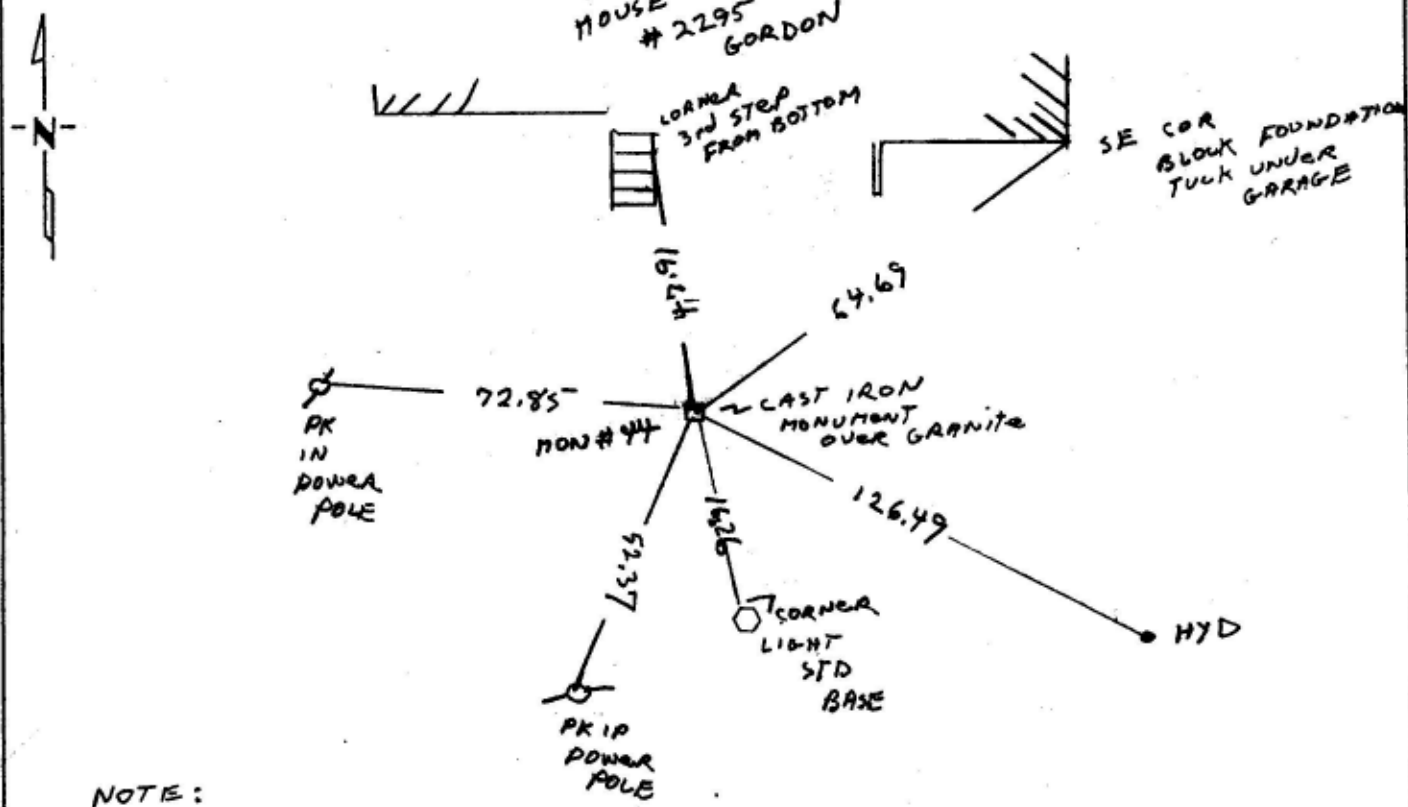 HOUSE
# 2295
GORDON
N
CORNER
3rd STEP
FROM BOTTOM
SE COR
BLOCK FOUNDATION
TUCK UNDER
GARAGE
64.69
72.85
CAST IRON
MONUMENT
OVER GRANITE
MON # 44
PK
IN
POWER
POLE
126.49
16.26
52.37
CORNER
LIGHT
STD
BASE
HYD
PK IP
POWER
POLE
NOTE: